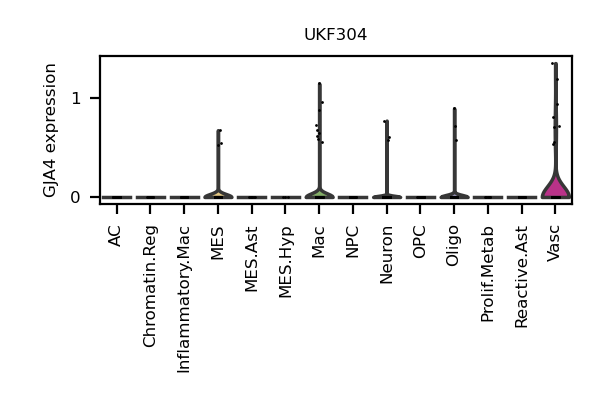 UKF304
GJA4 expression
1
0
AC
Chromatin.Reg
Inflammatory.Mac
MES
MES.Ast
MES.Hyp
Mac
NPC
Neuron
OPC
Oligo
Prolif.Metab
Reactive.Ast
Vasc